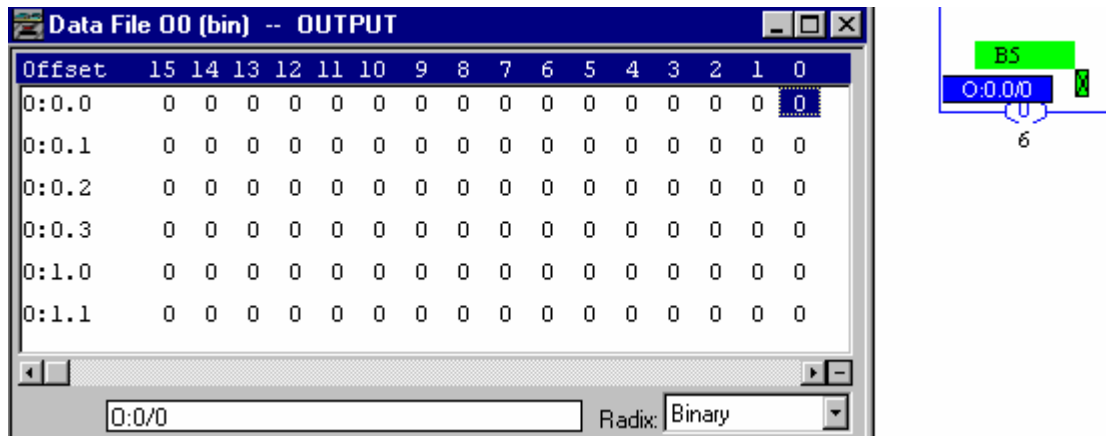 Data File O0 (bin) -- OUTPUT
Offset 15 14 13 12 11 10 9 8 7 6 5 4 3 2 1 0
O:0.0 0 0 0 0 0 0 0 0 0 0 0 0 0 0 0 0
O:0.1 0 0 0 0 0 0 0 0 0 0 0 0 0 0 0 0
O:0.2 0 0 0 0 0 0 0 0 0 0 0 0 0 0 0 0
O:0.3 0 0 0 0 0 0 0 0 0 0 0 0 0 0 0 0
O:1.0 0 0 0 0 0 0 0 0 0 0 0 0 0 0 0 0
O:1.1 0 0 0 0 0 0 0 0 0 0 0 0 0 0 0 0
O:0/0 Radix: Binary
B5
O:0.0/0 X
U
6